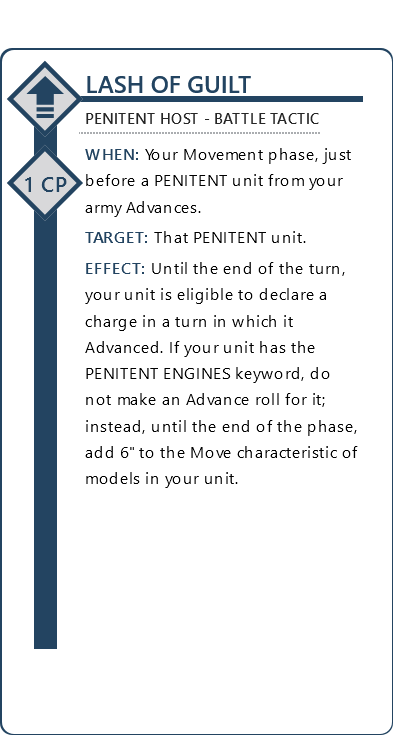 LASH OF GUILT
PENITENT HOST - BATTLE TACTIC
WHEN: Your Movement phase, just
before a PENITENT unit from your
army Advances.
1 CP
TARGET: That PENITENT unit.
EFFECT: Until the end of the turn,
your unit is eligible to declare a
charge in a turn in which it
Advanced. If your unit has the
PENITENT ENGINES keyword, do
not make an Advance roll for it;
instead, until the end of the phase,
add 6" to the Move characteristic of
models in your unit.